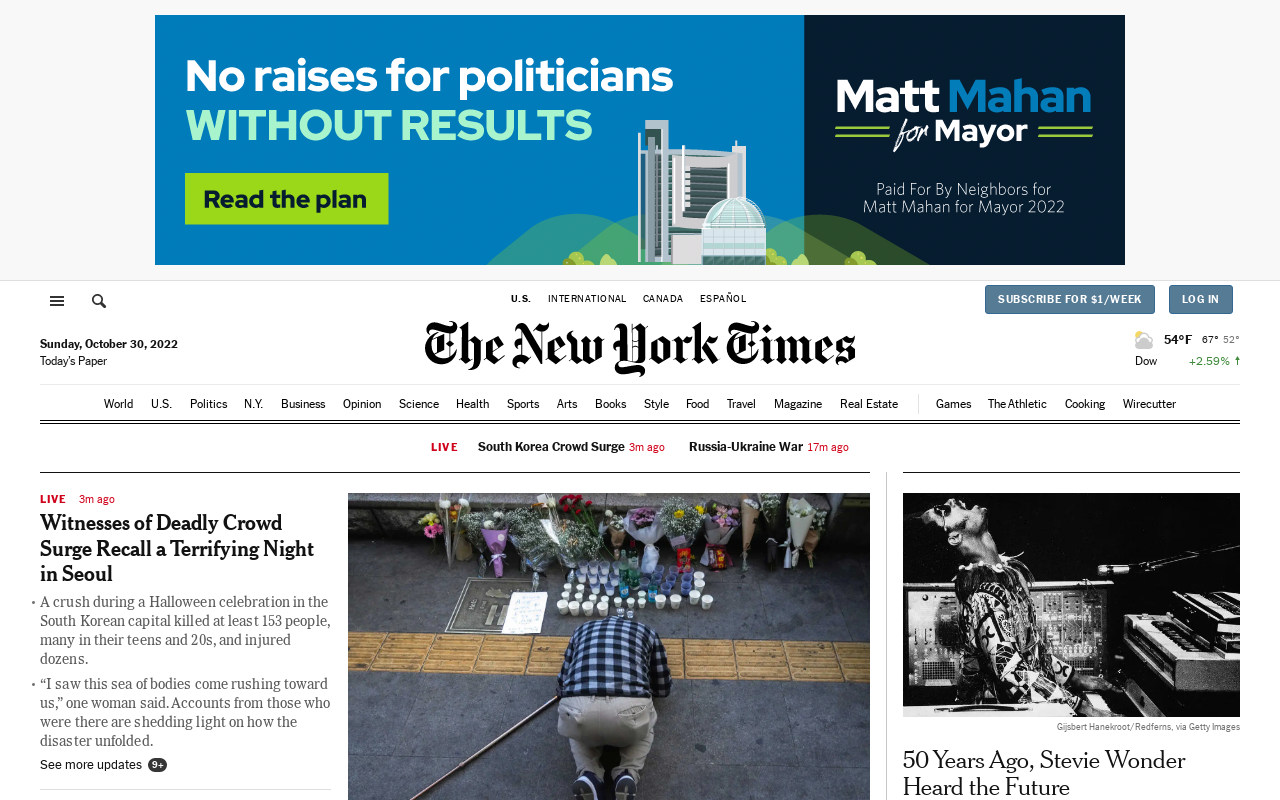 No raises for politicians
WITHOUT RESULTS
Read the plan
Matt Mahan
for Mayor
Paid For By Neighbors for
Matt Mahan for Mayor 2022
U.S. INTERNATIONAL CANADA ESPAÑOL
SUBSCRIBE FOR $1/WEEK LOG IN
Sunday, October 30, 2022
Today's Paper
The New York Times
54°F 67° 52°
Dow +2.59% ↑
World U.S. Politics N.Y. Business Opinion Science Health Sports Arts Books Style Food Travel Magazine Real Estate Games The Athletic Cooking Wirecutter
LIVE South Korea Crowd Surge 3m ago Russia-Ukraine War 17m ago
LIVE 3m ago
Witnesses of Deadly Crowd
Surge Recall a Terrifying Night
in Seoul
• A crush during a Halloween celebration in the
South Korean capital killed at least 153 people,
many in their teens and 20s, and injured
dozens.
• “I saw this sea of bodies come rushing toward
us,” one woman said. Accounts from those who
were there are shedding light on how the
disaster unfolded.
See more updates 9+
Gijsbert Hanekroot/Redferns, via Getty Images
50 Years Ago, Stevie Wonder
Heard the Future